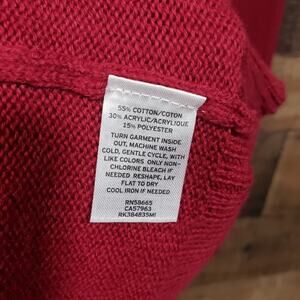 55% COTTON/COTON
30% ACRYLIC/ACRYLIQUE
15% POLYESTER
TURN GARMENT INSIDE
OUT, MACHINE WASH
COLD, GENTLE CYCLE, WITH
LIKE COLORS ONLY NON-
CHLORINE BLEACH IF
NEEDED RESHAPE, LAY
FLAT TO DRY
COOL IRON IF NEEDED
RN58665
CA57963
RK384835MI